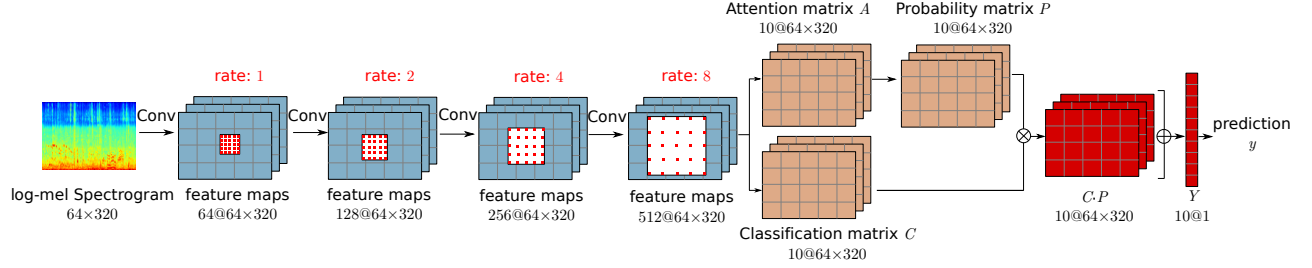 Attention matrix A
10@64×320
Probability matrix P
10@64×320
rate: 1
rate: 2
rate: 4
rate: 8
Conv
Conv
Conv
Conv
prediction
y
log-mel Spectrogram
64×320
feature maps
64@64×320
feature maps
128@64×320
feature maps
256@64×320
feature maps
512@64×320
Classification matrix C
10@64×320
C·P
10@64×320
Y
10@1